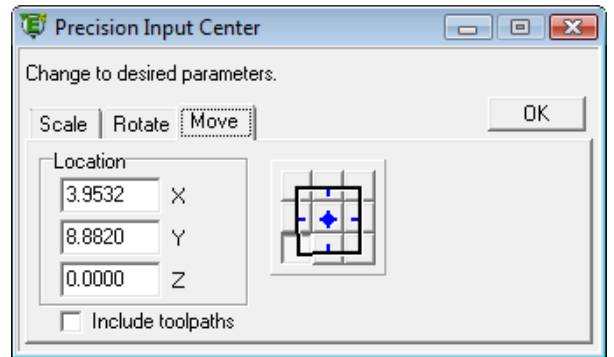 Precision Input Center
Change to desired parameters.
Scale Rotate Move OK
Location
3.9532 X
8.8820 Y
0.0000 Z
Include toolpaths